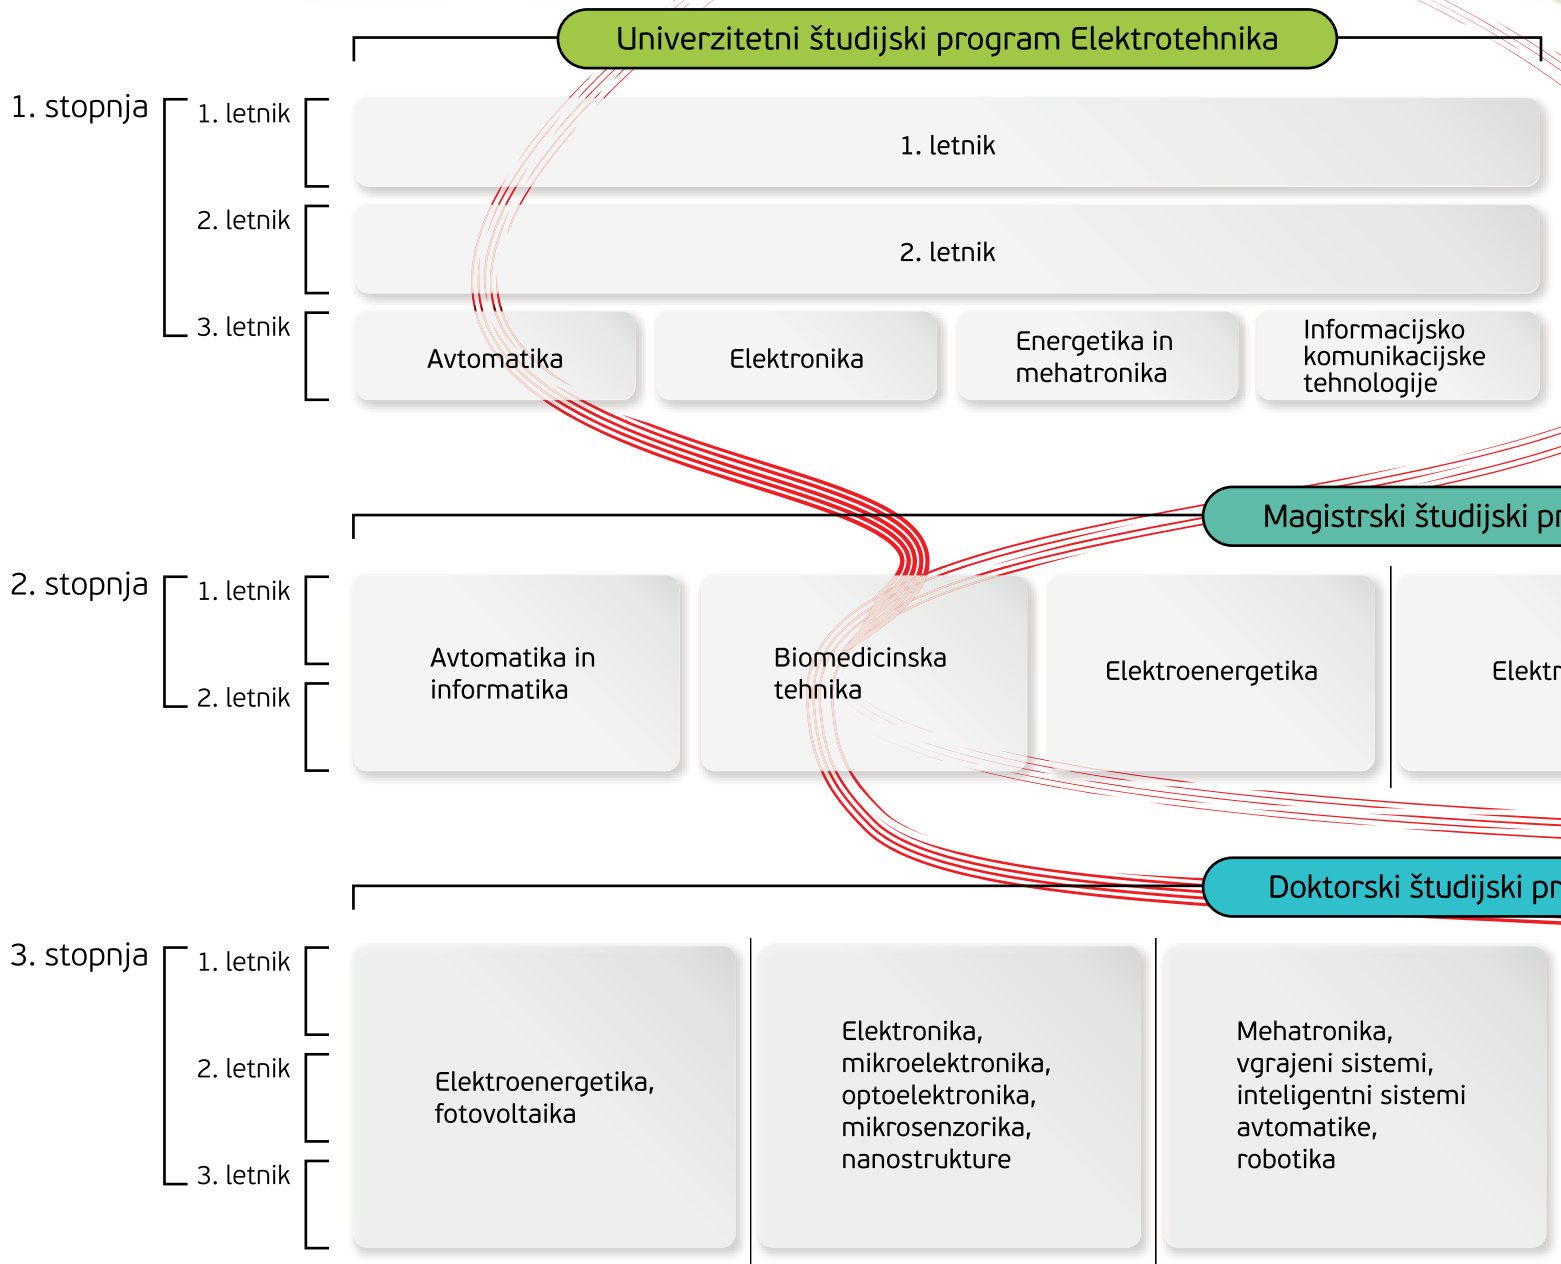 Univerzitetni študijski program Elektrotehnika
1. stopnja
1. letnik
1. letnik
2. letnik
2. letnik
3. letnik
Avtomatika
Elektronika
Energetika in
mehatronika
Informacijsko
komunikacijske
tehnologije
Magistrski študijski
2. stopnja
1. letnik
2. letnik
Avtomatika in
informatika
Biomedicinska
tehnika
Elektroenergetika
Doktorski študijski
3. stopnja
1. letnik
2. letnik
3. letnik
Elektroenergetika,
fotovoltaika
Elektronika,
mikroelektronika,
optoelektronika,
mikrosenzorika,
nanostrukture
Mehatronika,
vgrajeni sistemi,
inteligentni sistemi
avtomatike,
robotika